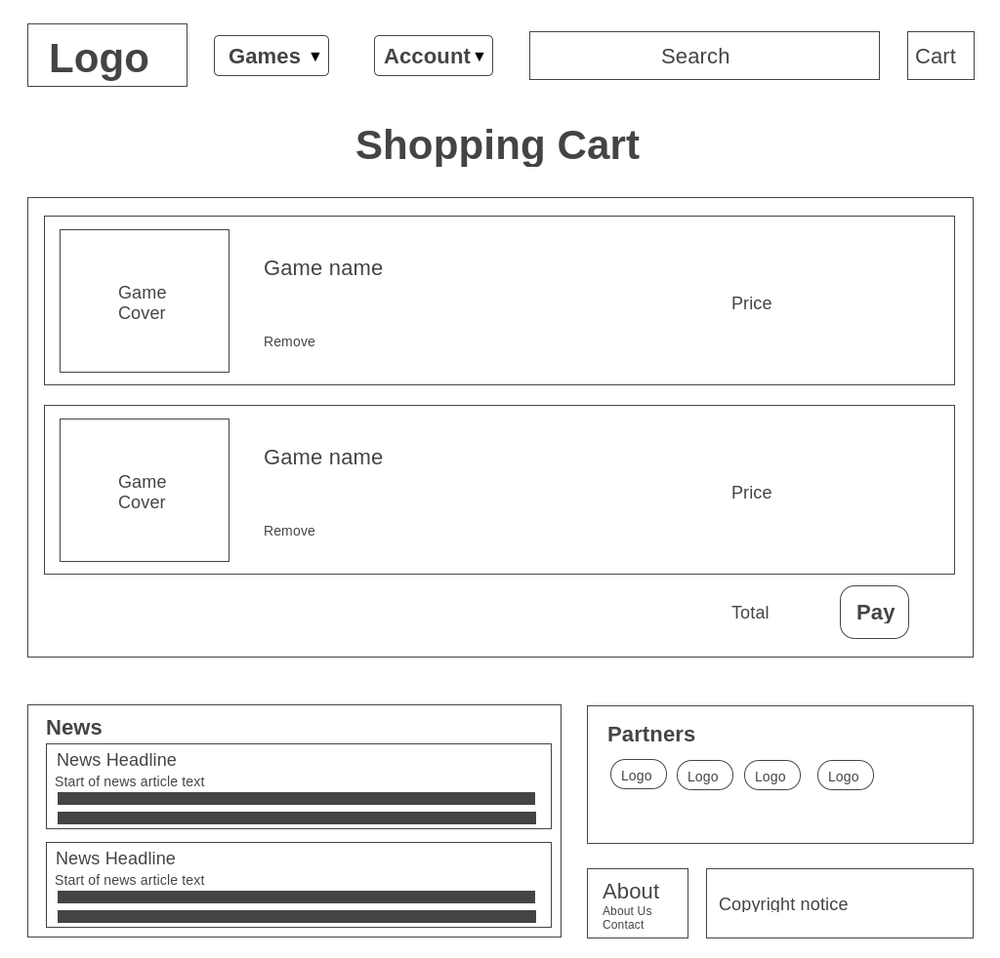 Logo
Games ▼
Account ▼
Search
Cart
Shopping Cart
Game
Cover
Game name
Remove
Price
Game
Cover
Game name
Remove
Price
Total
Pay
News
News Headline
Start of news article text
News Headline
Start of news article text
Partners
Logo Logo Logo Logo
About
About Us
Contact
Copyright notice